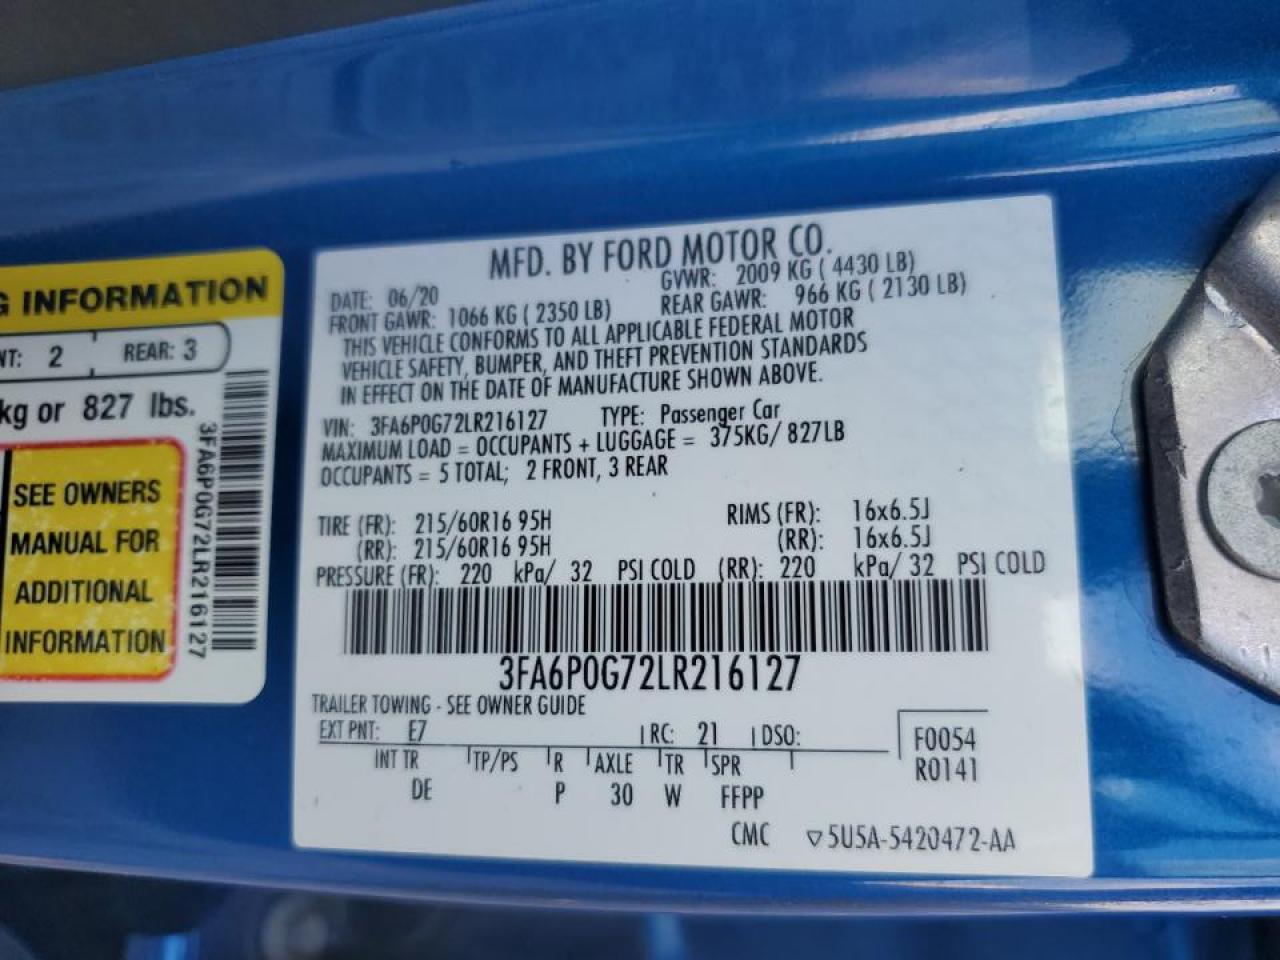 G INFORMATION
NT: 2 REAR: 3
kg or 827 lbs.
SEE OWNERS
MANUAL FOR
ADDITIONAL
INFORMATION
3FA6P0G72LR216127
MFD. BY FORD MOTOR CO.
DATE: 06/20 GVWR: 2009 KG ( 4430 LB)
FRONT GAWR: 1066 KG ( 2350 LB) REAR GAWR: 966 KG ( 2130 LB)
THIS VEHICLE CONFORMS TO ALL APPLICABLE FEDERAL MOTOR
VEHICLE SAFETY, BUMPER, AND THEFT PREVENTION STANDARDS
IN EFFECT ON THE DATE OF MANUFACTURE SHOWN ABOVE.
VIN: 3FA6P0G72LR216127 TYPE: Passenger Car
MAXIMUM LOAD = OCCUPANTS + LUGGAGE = 375KG/ 827LB
OCCUPANTS = 5 TOTAL; 2 FRONT, 3 REAR
TIRE (FR): 215/60R16 95H RIMS (FR): 16x6.5J
(RR): 215/60R16 95H (RR): 16x6.5J
PRESSURE (FR): 220 kPa/ 32 PSI COLD (RR): 220 kPa/ 32 PSI COLD
3FA6P0G72LR216127
TRAILER TOWING - SEE OWNER GUIDE
EXT PNT: E7 RC: 21 DSO:
F0054
R0141
INT TR TP/PS R AXLE TR SPR
DE P 30 W FFPP
CMC ▽5U5A-5420472-AA